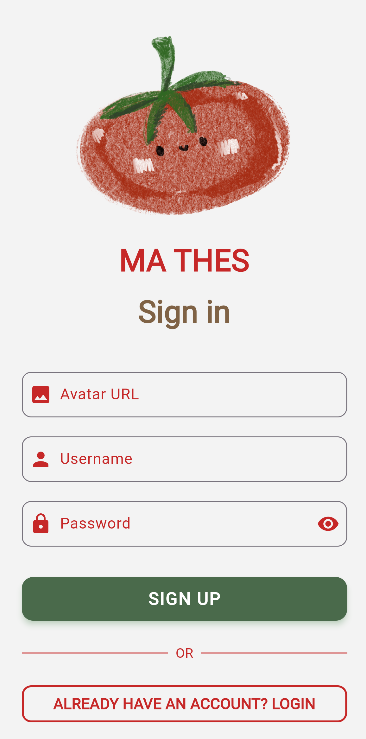 MA THES
Sign in
Avatar URL
Username
Password
SIGN UP
OR
ALREADY HAVE AN ACCOUNT? LOGIN